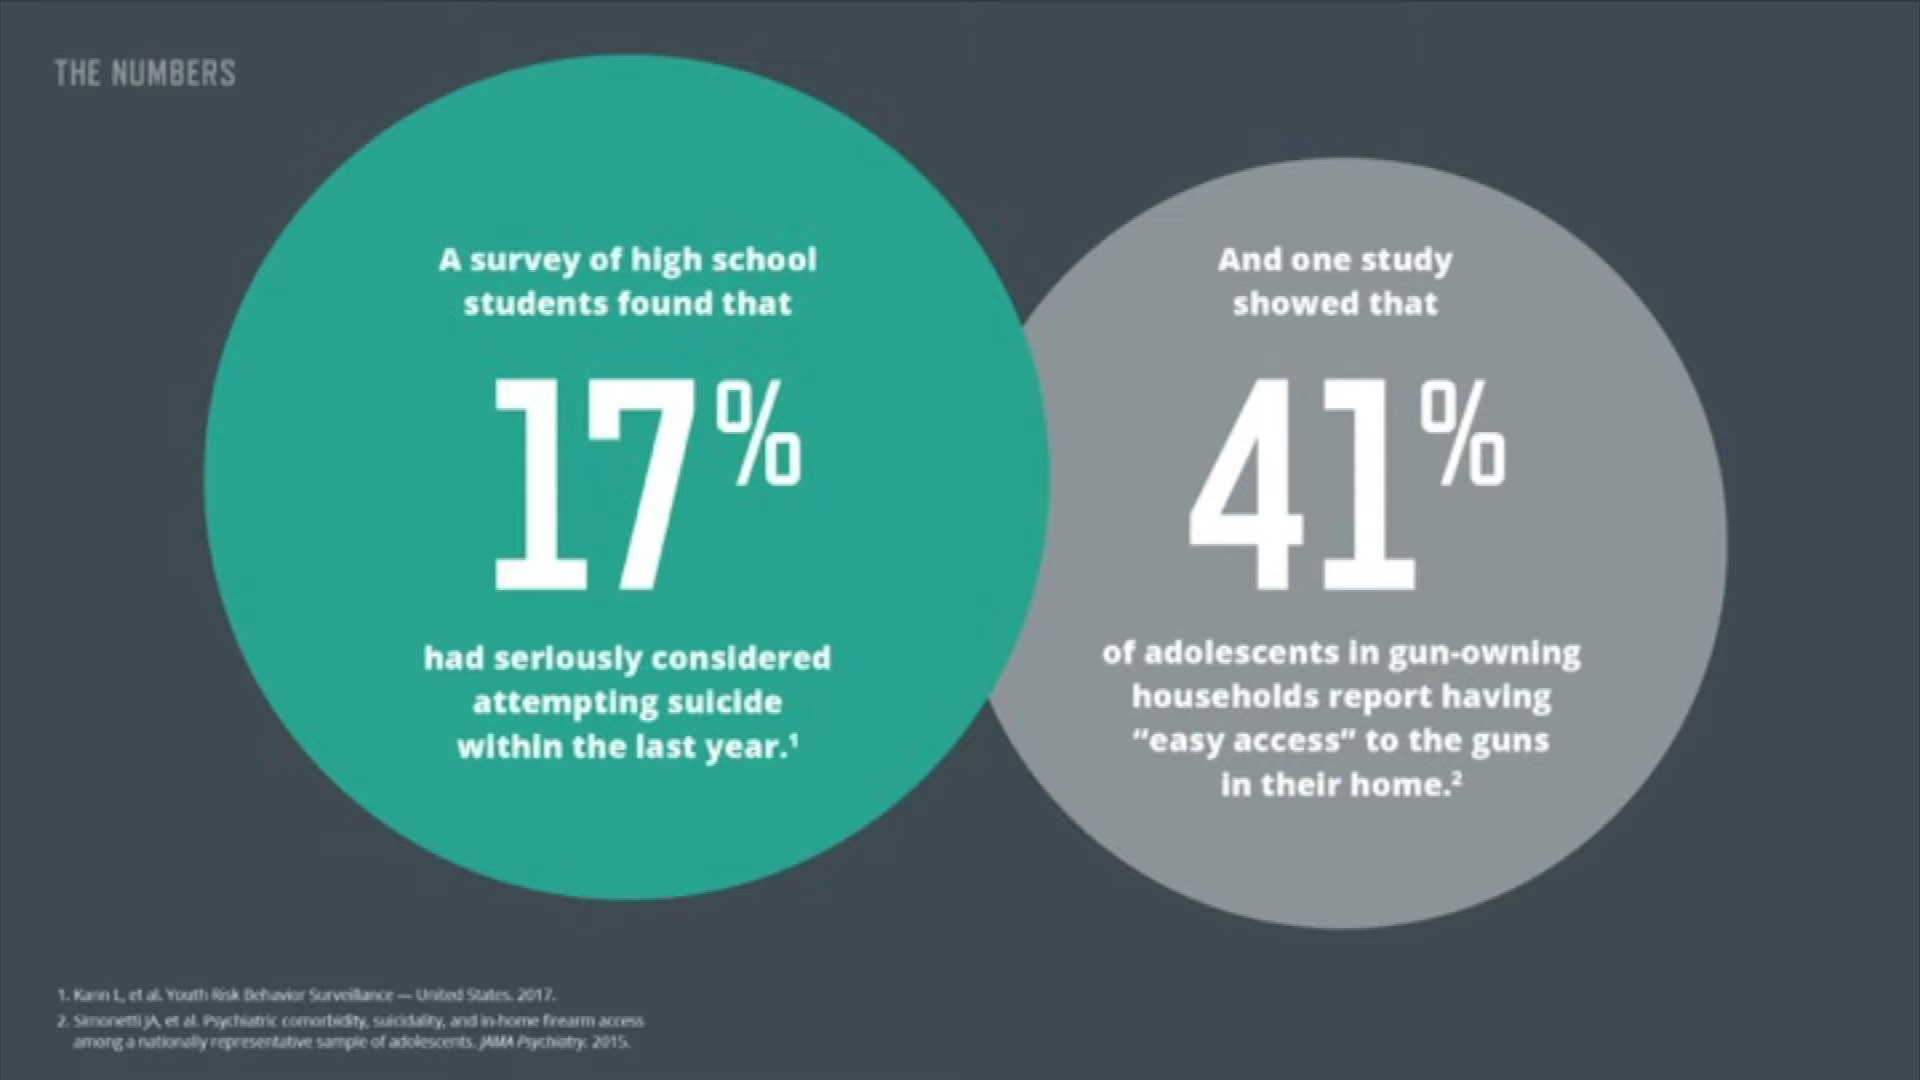 THE NUMBERS
A survey of high school
students found that
17%
had seriously considered
attempting suicide
within the last year.¹
And one study
showed that
41%
of adolescents in gun-owning
households report having
“easy access” to the guns
in their home.²
1. Kann L, et al. Youth Risk Behavior Surveillance — United States. 2017.
2. Simonetti JA, et al. Psychiatric comorbidity, suicidality, and in-home firearm access
among a nationally representative sample of adolescents. JAMA Psychiatry. 2015.